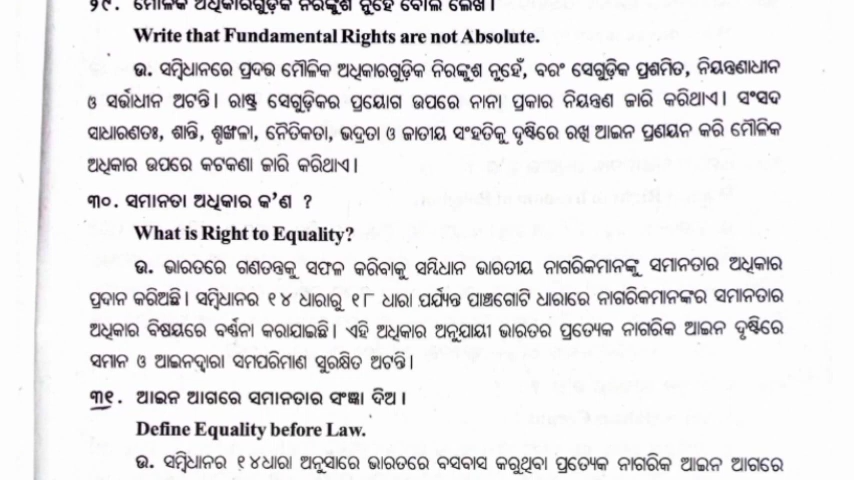 ୨୯. ମୌଳିକ ଅଧିକାରଗୁଡ଼ିକ ନିରଙ୍କୁଶ ନୁହେଁ ବୋଲି ଲେଖ।
Write that Fundamental Rights are not Absolute.
ଉ. ସମ୍ବିଧାନରେ ପ୍ରଦତ୍ତ ମୌଳିକ ଅଧିକାରଗୁଡ଼ିକ ନିରଙ୍କୁଶ ନୁହେଁ, ବରଂ ସେଗୁଡ଼ିକ ପ୍ରଶମିତ, ନିୟନ୍ତ୍ରଣାଧୀନ
ଓ ସର୍ତ୍ତାଧୀନ ଅଟନ୍ତି। ରାଷ୍ଟ୍ର ସେଗୁଡ଼ିକର ପ୍ରୟୋଗ ଉପରେ ନାନା ପ୍ରକାର ନିୟନ୍ତ୍ରଣ ଜାରି କରିଥାଏ। ସଂସଦ
ସାଧାରଣତଃ, ଶାନ୍ତି, ଶୃଙ୍ଖଳା, ନୈତିକତା, ଭଦ୍ରତା ଓ ଜାତୀୟ ସଂହତିକୁ ଦୃଷ୍ଟିରେ ରଖି ଆଇନ ପ୍ରଣୟନ କରି ମୌଳିକ
ଅଧିକାର ଉପରେ କଟକଣା ଜାରି କରିଥାଏ।
୩୦. ସମାନତା ଅଧିକାର କ'ଣ ?
What is Right to Equality?
ଉ. ଭାରତରେ ଗଣତନ୍ତ୍ରକୁ ସଫଳ କରିବାକୁ ସମ୍ବିଧାନ ଭାରତୀୟ ନାଗରିକମାନଙ୍କୁ ସମାନତାର ଅଧିକାର
ପ୍ରଦାନ କରିଅଛି। ସମ୍ବିଧାନର ୧୪ ଧାରାରୁ ୧୮ ଧାରା ପର୍ଯ୍ୟନ୍ତ ପାଞ୍ଚଗୋଟି ଧାରାରେ ନାଗରିକମାନଙ୍କର ସମାନତାର
ଅଧିକାର ବିଷୟରେ ବର୍ଣ୍ଣନା କରାଯାଇଛି। ଏହି ଅଧିକାର ଅନୁଯାୟୀ ଭାରତର ପ୍ରତ୍ୟେକ ନାଗରିକ ଆଇନ ଦୃଷ୍ଟିରେ
ସମାନ ଓ ଆଇନଦ୍ୱାରା ସମପରିମାଣ ସୁରକ୍ଷିତ ଅଟନ୍ତି।
୩୧. ଆଇନ ଆଗରେ ସମାନତାର ସଂଜ୍ଞା ଦିଅ।
Define Equality before Law.
ଉ. ସମ୍ବିଧାନର ୧୪ଧାରା ଅନୁସାରେ ଭାରତରେ ବସବାସ କରୁଥିବା ପ୍ରତ୍ୟେକ ନାଗରିକ ଆଇନ ଆଗରେ